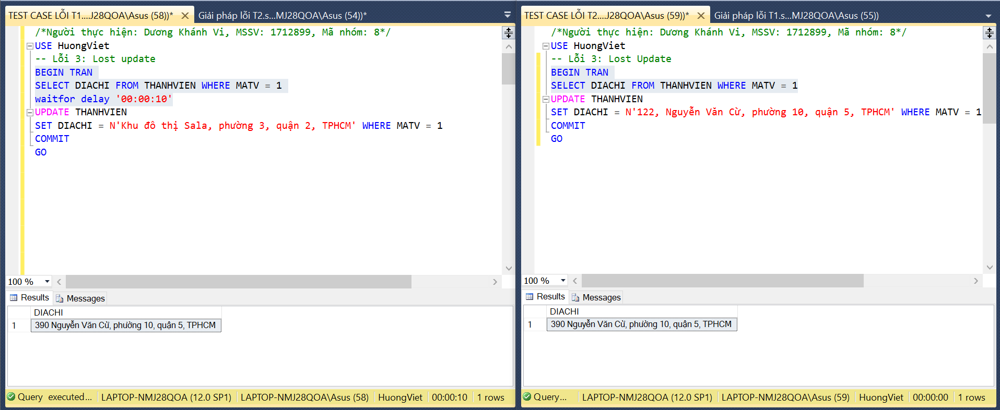 TEST CASE LỖI T1....J28QOA\Asus (58))*
Giải pháp lỗi T2.s...MJ28QOA\Asus (54))*
/*Người thực hiện: Dương Khánh Vi, MSSV: 1712899, Mã nhóm: 8*/
USE HuongViet
-- Lỗi 3: Lost update
BEGIN TRAN
SELECT DIACHI FROM THANHVIEN WHERE MATV = 1
waitfor delay '00:00:10'
UPDATE THANHVIEN
SET DIACHI = N'Khu đô thị Sala, phường 3, quận 2, TPHCM' WHERE MATV = 1
COMMIT
GO
100 %
Results
Messages
DIACHI
1 390 Nguyễn Văn Cừ, phường 10, quận 5, TPHCM
Query executed...
LAPTOP-NMJ28QOA (12.0 SP1)
LAPTOP-NMJ28QOA\Asus (58)
HuongViet
00:00:10
1 rows
TEST CASE LỖI T2....J28QOA\Asus (59))*
Giải pháp lỗi T1.s...MJ28QOA\Asus (55))
/*Người thực hiện: Dương Khánh Vi, MSSV: 1712899, Mã nhóm: 8*/
USE HuongViet
-- Lỗi 3: Lost Update
BEGIN TRAN
SELECT DIACHI FROM THANHVIEN WHERE MATV = 1
UPDATE THANHVIEN
SET DIACHI = N'122, Nguyễn Văn Cừ, phường 10, quận 5, TPHCM' WHERE MATV = 1
COMMIT
GO
100 %
Results
Messages
DIACHI
1 390 Nguyễn Văn Cừ, phường 10, quận 5, TPHCM
Query...
LAPTOP-NMJ28QOA (12.0 SP1)
LAPTOP-NMJ28QOA\Asus (59)
HuongViet
00:00:00
1 rows